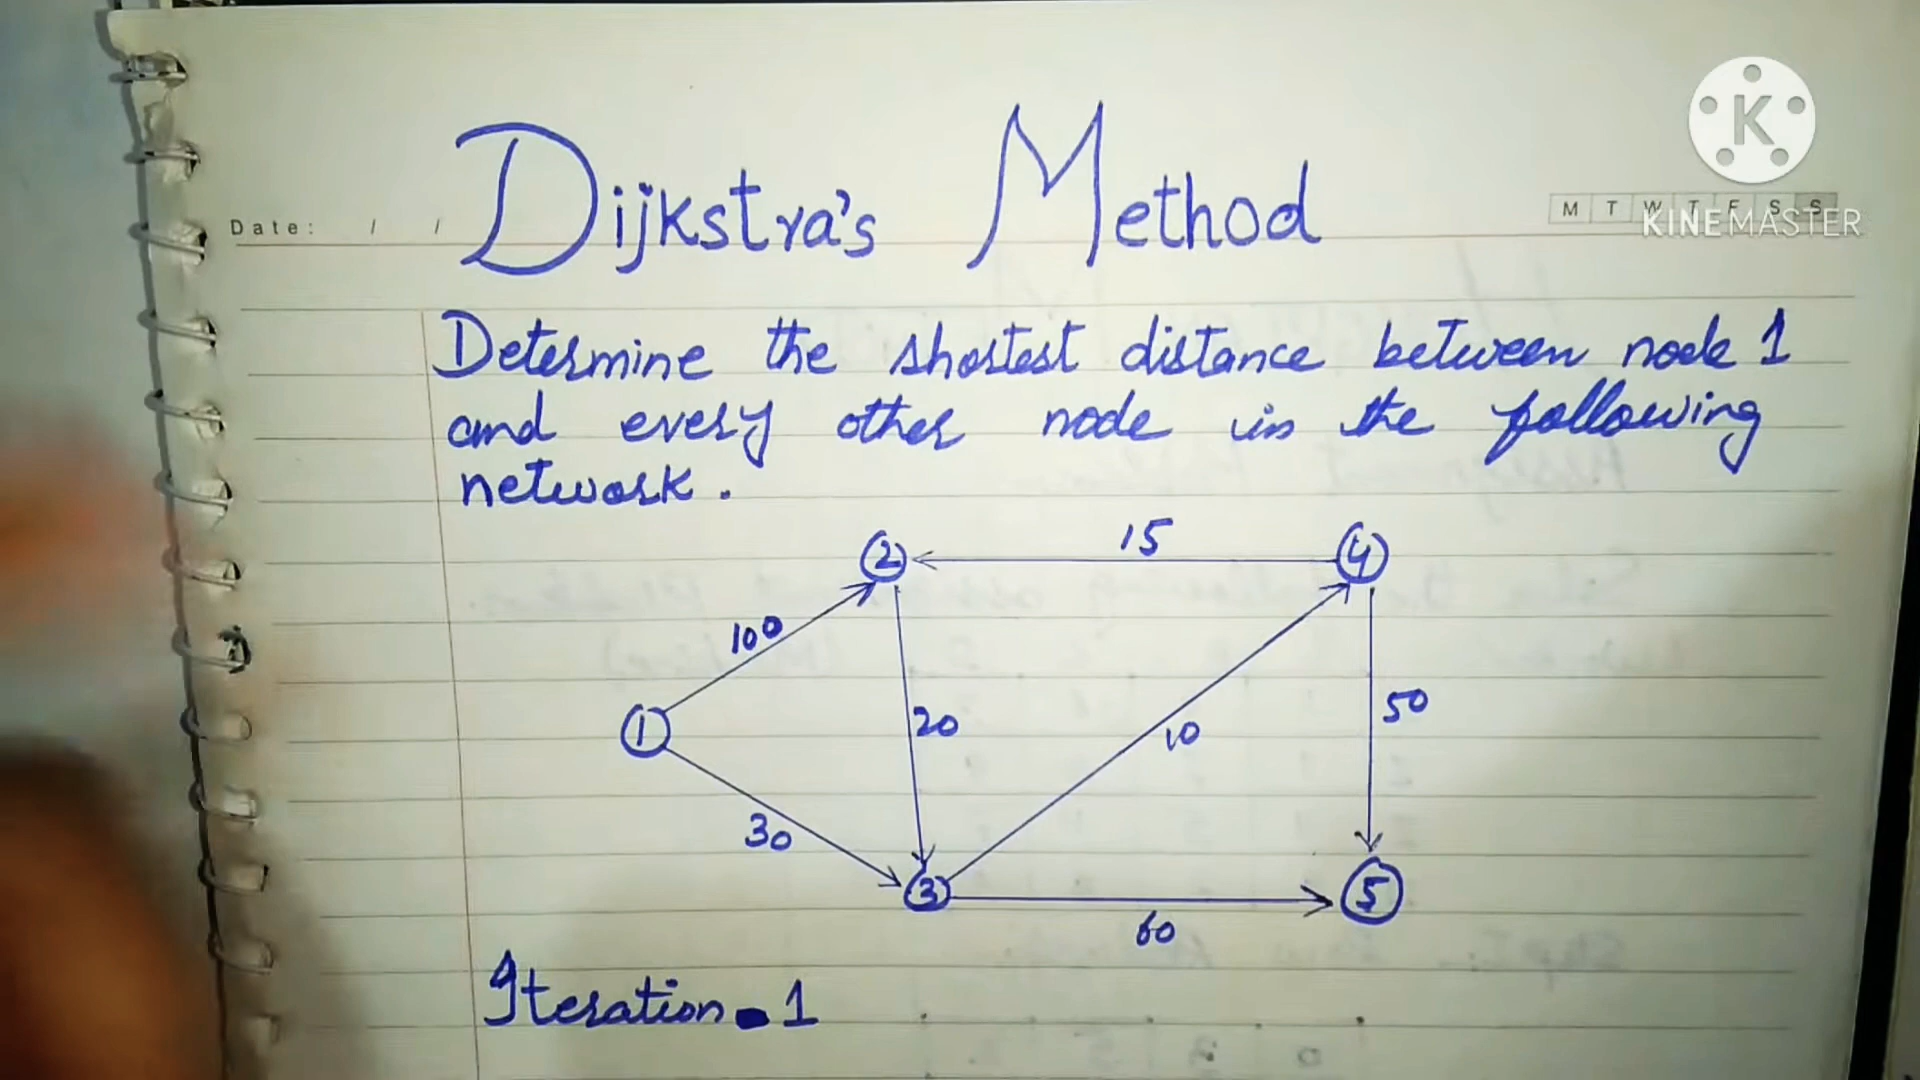 K
KINEMASTER
Date: / /
M T W T F S S
Dijkstra's Method
Determine the shortest distance between node 1
and every other node in the following
network.
2 15 4
100
1 20 10 50
30
3 60 5
Iteration - 1